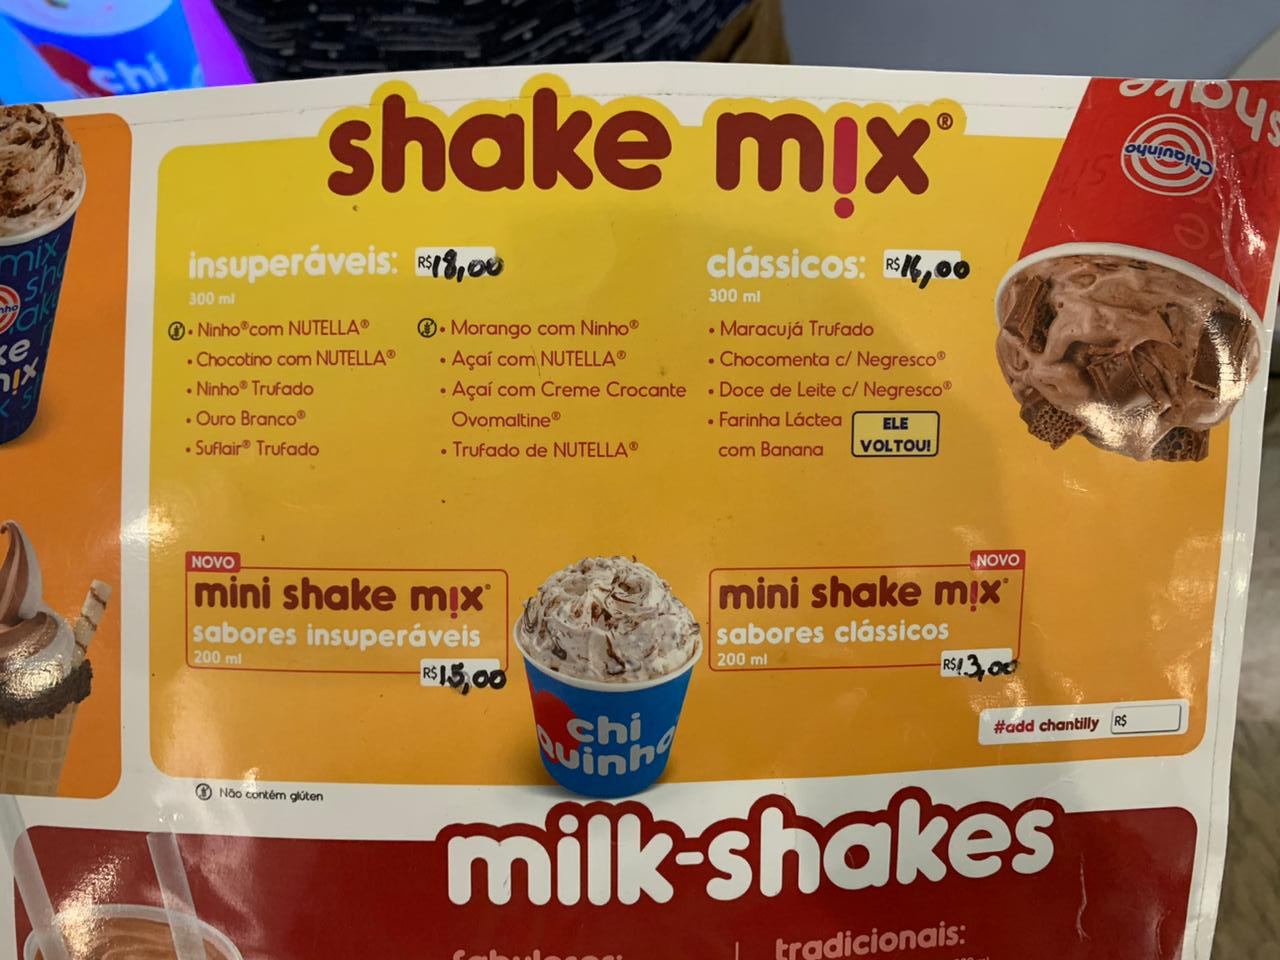 chi
shake mix®
insuperáveis: R$ 18,00
300 ml
• Ninho® com NUTELLA®
• Chocotino com NUTELLA®
• Ninho® Trufado
• Ouro Branco®
• Suflair® Trufado
• Morango com Ninho®
• Açaí com NUTELLA®
• Açaí com Creme Crocante
Ovomaltine®
• Trufado de NUTELLA®
clássicos: R$ 16,00
300 ml
• Maracujá Trufado
• Chocomenta c/ Negresco®
• Doce de Leite c/ Negresco®
• Farinha Láctea
com Banana
ELE
VOLTOU!
shake
Chiquinho
mix
NOVO
mini shake mix®
sabores insuperáveis
200 ml
R$ 15,00
chi
quinho
NOVO
mini shake mix®
sabores clássicos
200 ml
R$ 13,00
#add chantilly R$
Não contém glúten
milk-shakes
tradicionais: